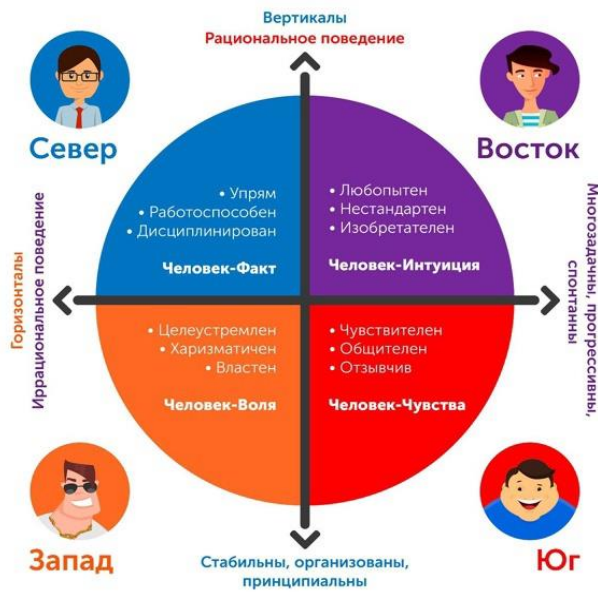 Вертикалы
Рациональное поведение
Север
Восток
• Упрям
• Работоспособен
• Дисциплинирован
Человек-Факт
• Любопытен
• Нестандартен
• Изобретателен
Человек-Интуиция
Горизонталы
Иррациональное поведение
Многозадачны, прогрессивны,
спонтанны
• Целеустремлен
• Харизматичен
• Властен
Человек-Воля
• Чувствителен
• Общителен
• Отзывчив
Человек-Чувства
Запад
Юг
Стабильны, организованы,
принципиальны